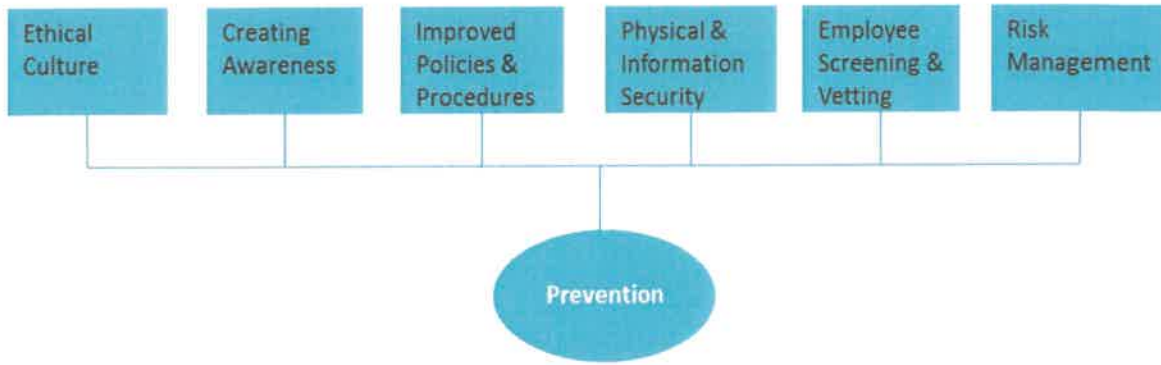 Ethical
Culture
Creating
Awareness
Improved
Policies &
Procedures
Physical &
Information
Security
Employee
Screening &
Vetting
Risk
Management
Prevention